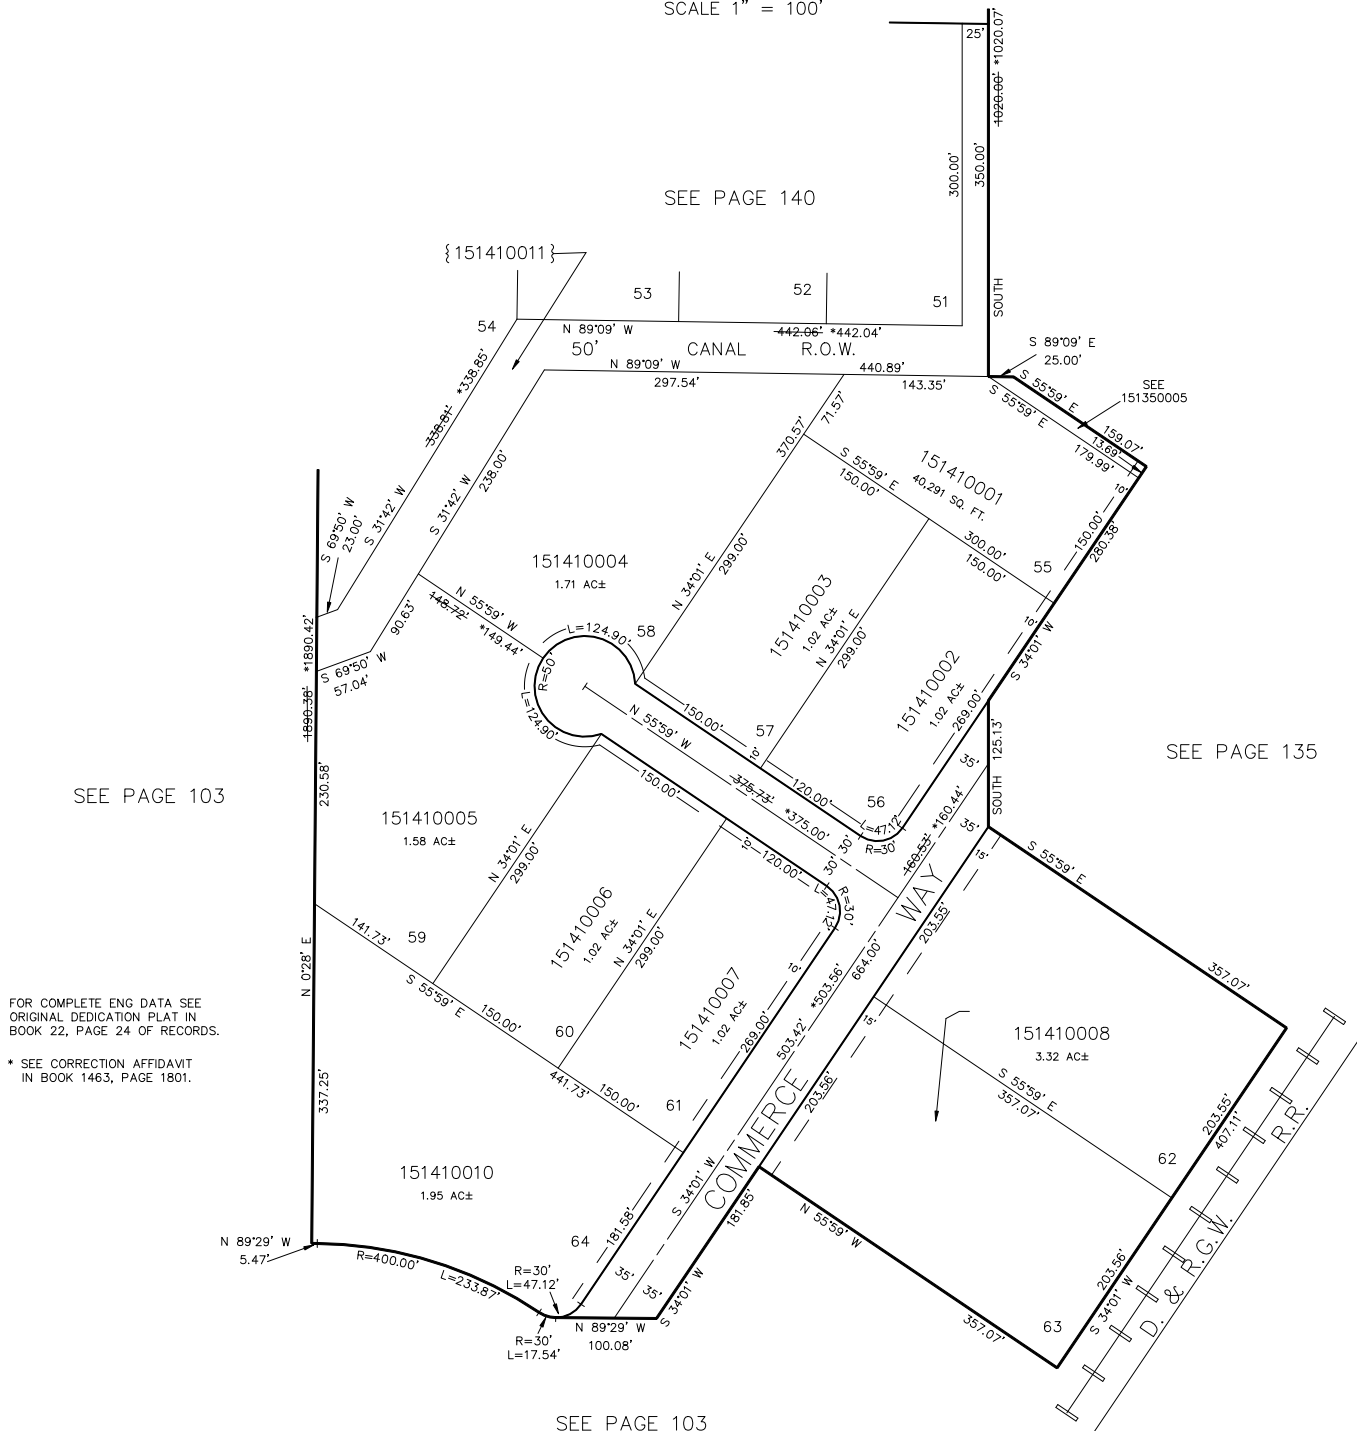 SCALE 1" = 100'
25'
1020.00' *1020.07'
300.00'
350.00'
SEE PAGE 140
{151410011}
53
52
51
SOUTH
54
N 89°09' W
442.06' *442.04'
50' CANAL R.O.W.
N 89°09' W
297.54'
440.89'
143.35'
S 89°09' E
25.00'
S 55°59' E
SEE
151350005
S 55°59' E
159.07'
13.69'
179.99'
338.81' *338.85'
S 31°42' W
S 31°42' W
238.00'
370.57'
71.57'
S 55°59' E
150.00'
151410001
40,291 SQ. FT.
10'
150.00'
280.38'
300.00'
150.00'
55
S 69°50' W
23.00'
151410004
1.71 AC±
N 34°01' E
299.00'
151410003
1.02 AC±
N 34°01' E
299.00'
10'
S 34°01' W
N 55°59' W
148.72'
*149.44'
90.63'
L=124.90'
58
R=50'
L=124.90'
S 69°50' W
57.04'
1890.38' *1890.42'
151410002
1.02 AC±
269.00'
150.00'
N 55°59' W
57
10'
120.00'
56
375.73'
*375.00'
L=47.12'
R=30'
30'
30'
35'
35'
160.53' *160.44'
SOUTH 125.13'
SEE PAGE 135
SEE PAGE 103
230.58'
151410005
1.58 AC±
150.00'
N 34°01' E
299.00'
10'
120.00'
L=47.12'
R=30'
WAY
15'
S 55°59' E
203.55'
141.73'
59
S 55°59' E
151410006
1.02 AC±
N 34°01' E
299.00'
10'
664.00'
503.42' *503.56'
357.07'
N 0°28' E
150.00'
60
151410007
1.02 AC±
269.00'
15'
151410008
3.32 AC±
FOR COMPLETE ENG DATA SEE
ORIGINAL DEDICATION PLAT IN
BOOK 22, PAGE 24 OF RECORDS.
* SEE CORRECTION AFFIDAVIT
IN BOOK 1463, PAGE 1801.
441.73'
150.00'
61
337.25'
203.56'
COMMERCE
S 55°59' E
357.07'
203.55'
407.11'
R.R.
62
151410010
1.95 AC±
S 34°01' W
181.85'
181.58'
64
N 55°59' W
N 89°29' W
5.47'
R=400.00'
L=233.87'
R=30'
L=47.12'
35'
35'
S 34°01' W
203.56'
S 34°01' W
D. & R.G.W.
R=30'
L=17.54'
N 89°29' W
100.08'
357.07'
63
SEE PAGE 103